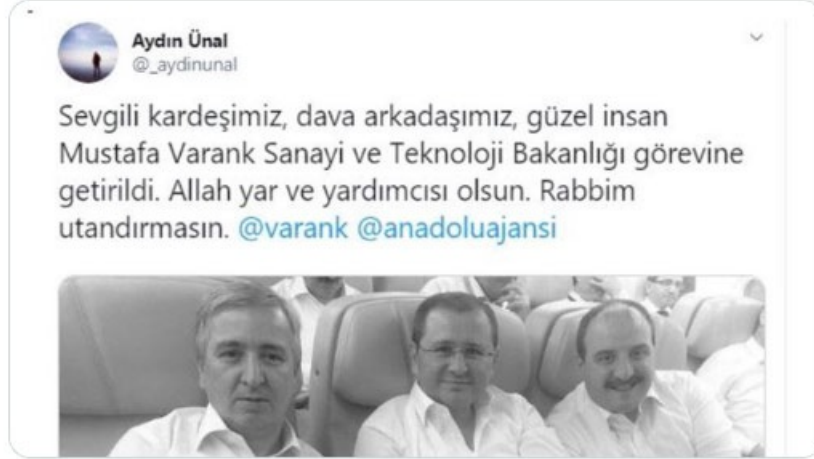 Aydın Ünal
@_aydinunal
Sevgili kardeşimiz, dava arkadaşımız, güzel insan
Mustafa Varank Sanayi ve Teknoloji Bakanlığı görevine
getirildi. Allah yar ve yardımcısı olsun. Rabbim
utandırmasın. @varank @anadoluajansi